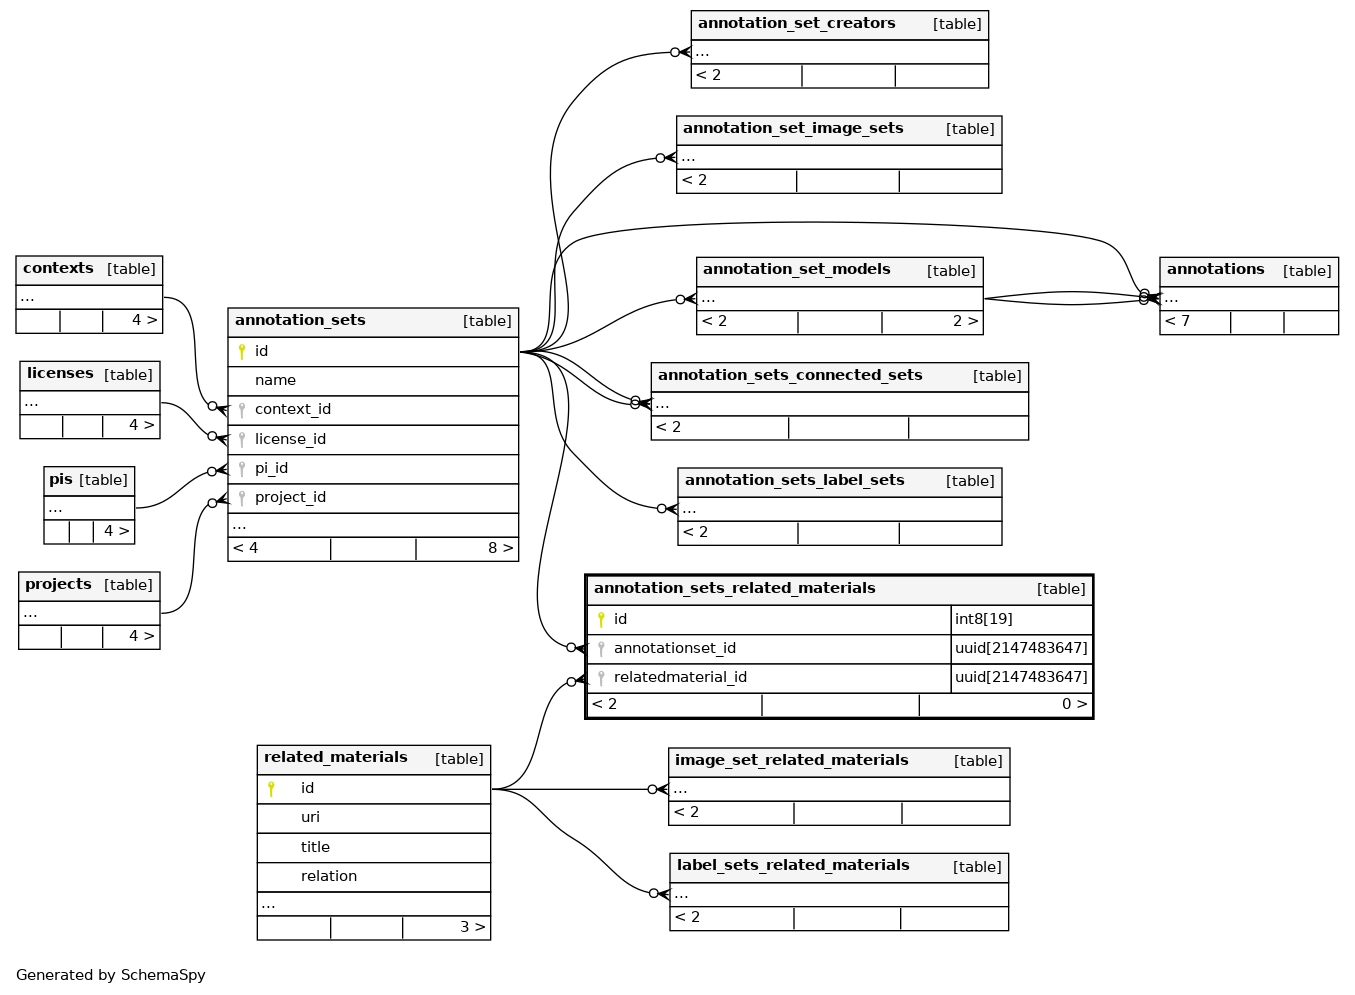 annotation_set_creators [table]
...
< 2
annotation_set_image_sets [table]
...
< 2
contexts [table]
...
4 >
licenses [table]
...
4 >
pis [table]
...
4 >
projects [table]
...
4 >
annotation_sets [table]
id
name
context_id
license_id
pi_id
project_id
...
< 4 8 >
annotation_set_models [table]
...
< 2 2 >
annotations [table]
...
< 7
annotation_sets_connected_sets [table]
...
< 2
annotation_sets_label_sets [table]
...
< 2
annotation_sets_related_materials [table]
id int8[19]
annotationset_id uuid[2147483647]
relatedmaterial_id uuid[2147483647]
< 2 0 >
related_materials [table]
id
uri
title
relation
...
3 >
image_set_related_materials [table]
...
< 2
label_sets_related_materials [table]
...
< 2
Generated by SchemaSpy